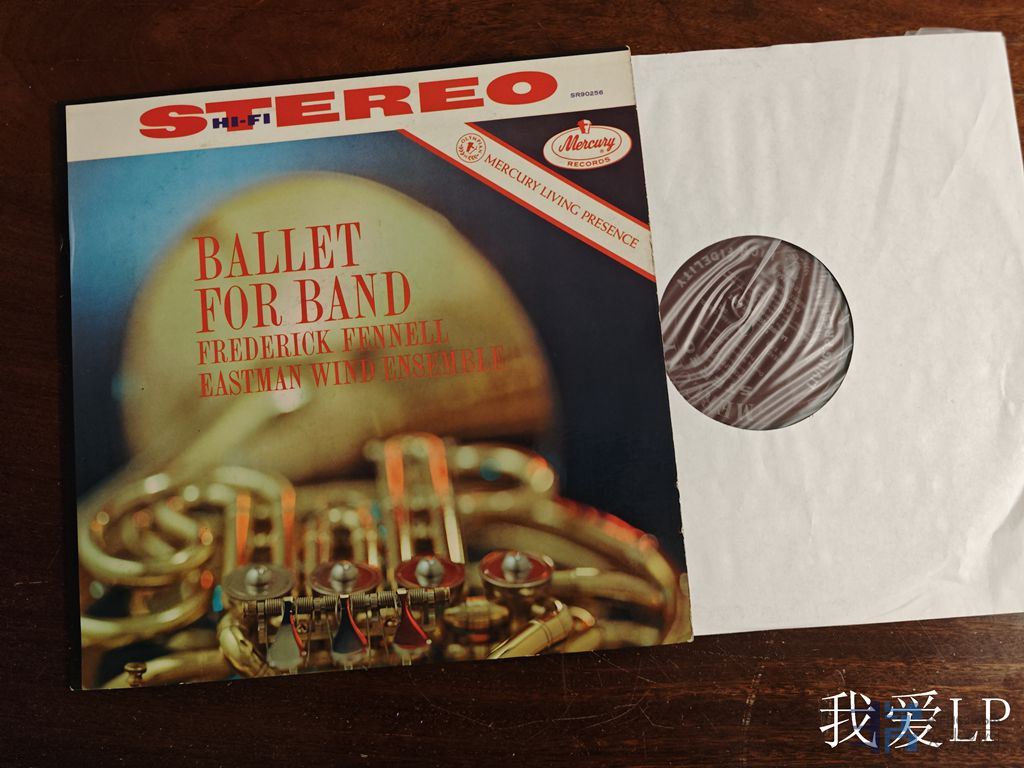 STEREO
HI-FI
SR90256
Mercury
RECORDS
MERCURY LIVING PRESENCE
BALLET
FOR BAND
FREDERICK FENNELL
EASTMAN WIND ENSEMBLE
我爱LP